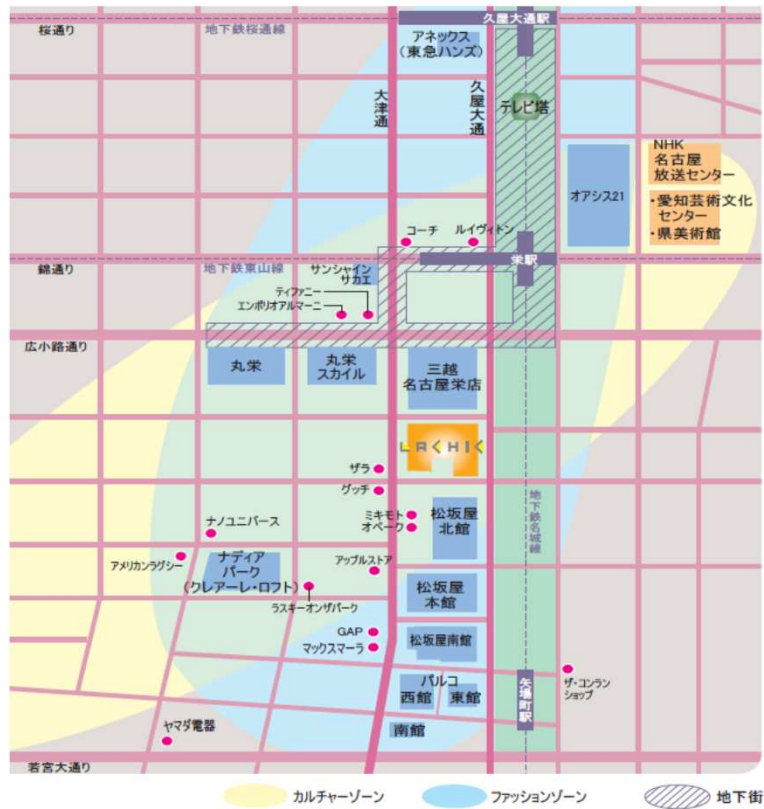 久屋大通駅
桜通り
地下鉄桜通線
アネックス
(東急ハンズ)
大津通
久屋大通
テレビ塔
NHK
名古屋
放送センター
オアシス21
・愛知芸術文化
センター
・県美術館
コーチ
ルイヴィトン
錦通り
地下鉄東山線
サンシャイン
サカエ
栄駅
ティファニー
エンポリオアルマーニ
広小路通り
丸栄
丸栄
スカイル
三越
名古屋栄店
LACHIC
ザラ
グッチ
ミキモト
オペーク
松坂屋
北館
地下鉄名城線
ナノユニバース
アメリカンラグシー
ナディア
パーク
(クレアーレ・ロフト)
アップルストア
ラスキーオンザパーク
松坂屋
本館
GAP
マックスマーラ
松坂屋南館
パルコ
西館
東館
矢場町駅
ザ・コンラン
ショップ
ヤマダ電器
南館
若宮大通り
カルチャーゾーン
ファッションゾーン
地下街